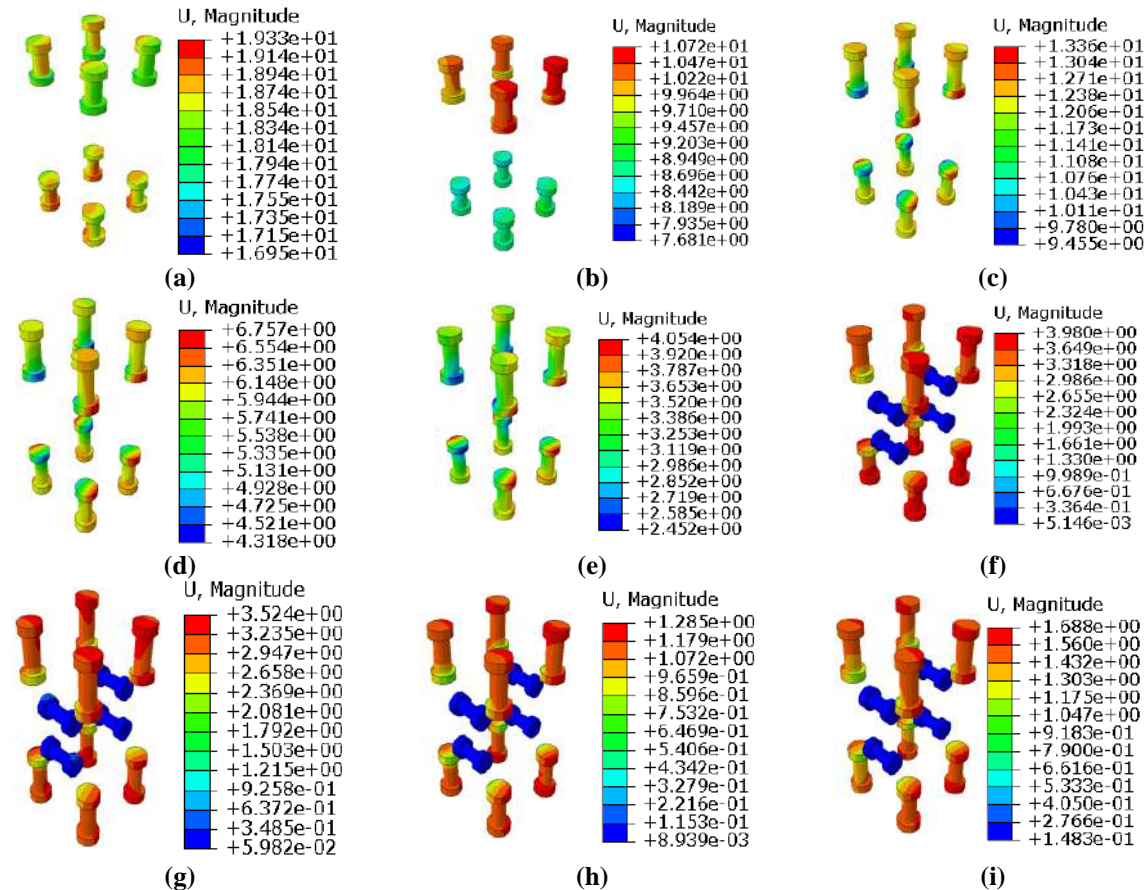 U, Magnitude
+1.933e+01
+1.914e+01
+1.894e+01
+1.874e+01
+1.854e+01
+1.834e+01
+1.814e+01
+1.794e+01
+1.774e+01
+1.755e+01
+1.735e+01
+1.715e+01
+1.695e+01
(a)
U, Magnitude
+1.072e+01
+1.047e+01
+1.022e+01
+9.964e+00
+9.710e+00
+9.457e+00
+9.203e+00
+8.949e+00
+8.696e+00
+8.442e+00
+8.189e+00
+7.935e+00
+7.681e+00
(b)
U, Magnitude
+1.336e+01
+1.304e+01
+1.271e+01
+1.238e+01
+1.206e+01
+1.173e+01
+1.141e+01
+1.108e+01
+1.076e+01
+1.043e+01
+1.011e+01
+9.780e+00
+9.455e+00
(c)
U, Magnitude
+6.757e+00
+6.554e+00
+6.351e+00
+6.148e+00
+5.944e+00
+5.741e+00
+5.538e+00
+5.335e+00
+5.131e+00
+4.928e+00
+4.725e+00
+4.521e+00
+4.318e+00
(d)
U, Magnitude
+4.054e+00
+3.920e+00
+3.787e+00
+3.653e+00
+3.520e+00
+3.386e+00
+3.253e+00
+3.119e+00
+2.986e+00
+2.852e+00
+2.719e+00
+2.585e+00
+2.452e+00
(e)
U, Magnitude
+3.980e+00
+3.649e+00
+3.318e+00
+2.986e+00
+2.655e+00
+2.324e+00
+1.993e+00
+1.661e+00
+1.330e+00
+9.989e-01
+6.676e-01
+3.364e-01
+5.146e-03
(f)
U, Magnitude
+3.524e+00
+3.235e+00
+2.947e+00
+2.658e+00
+2.369e+00
+2.081e+00
+1.792e+00
+1.503e+00
+1.215e+00
+9.258e-01
+6.372e-01
+3.485e-01
+5.982e-02
(g)
U, Magnitude
+1.285e+00
+1.179e+00
+1.072e+00
+9.659e-01
+8.596e-01
+7.532e-01
+6.469e-01
+5.406e-01
+4.342e-01
+3.279e-01
+2.216e-01
+1.153e-01
+8.939e-03
(h)
U, Magnitude
+1.688e+00
+1.560e+00
+1.432e+00
+1.303e+00
+1.175e+00
+1.047e+00
+9.183e-01
+7.900e-01
+6.616e-01
+5.333e-01
+4.050e-01
+2.766e-01
+1.483e-01
(i)